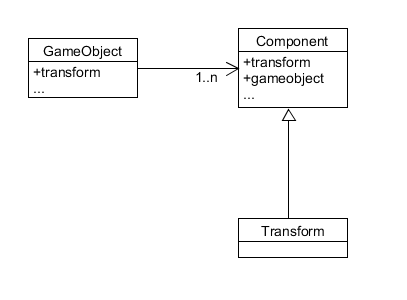 GameObject
+transform
...
1..n
Component
+transform
+gameobject
...
Transform